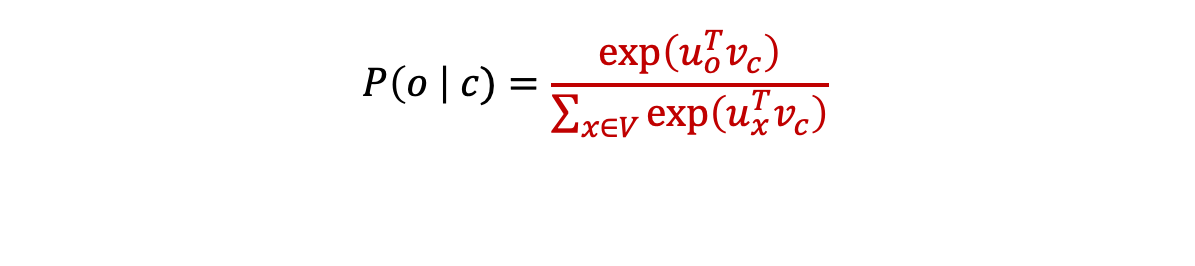 P(o | c) = exp(u_o^T v_c) / ∑_{x∈V} exp(u_x^T v_c)